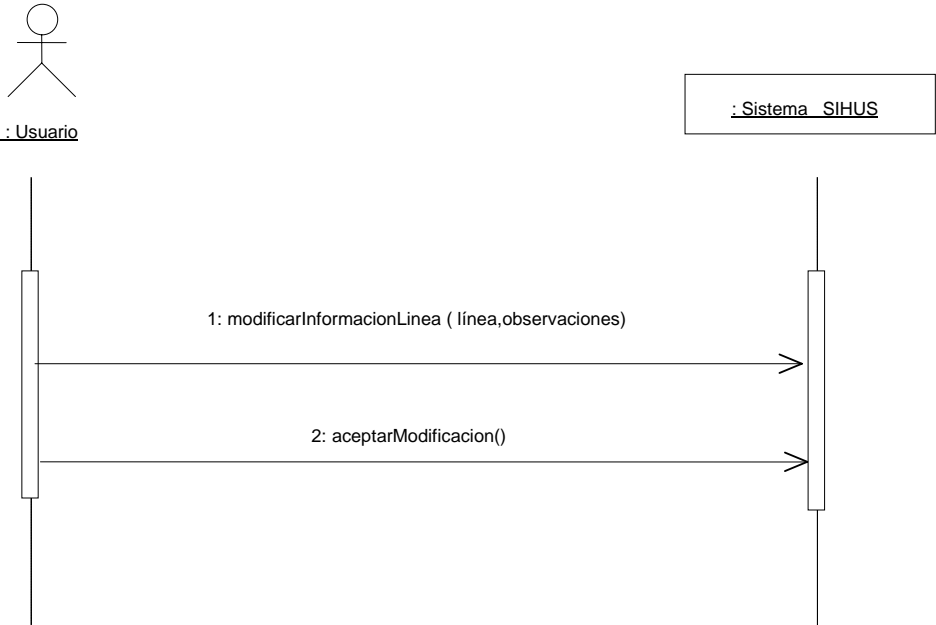 : Usuario
: Sistema SIHUS
1: modificarInformacionLinea ( línea,observaciones)
2: aceptarModificacion()